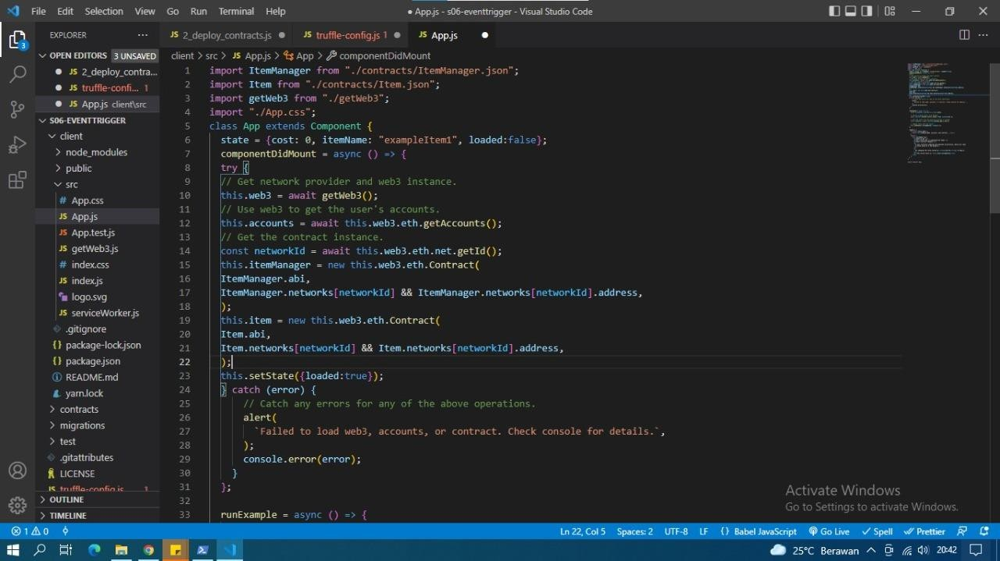 File Edit Selection View Go Run Terminal Help
● App.js - s06-eventtrigger - Visual Studio Code
EXPLORER
2_deploy_contracts.js
truffle-config.js 1
App.js
OPEN EDITORS 3 UNSAVED
2_deploy_contra...
truffle-confi... 1
App.js client\src
S06-EVENTTRIGGER
client
node_modules
public
src
App.css
App.js
App.test.js
getWeb3.js
index.css
index.js
logo.svg
serviceWorker.js
.gitignore
package-lock.json
package.json
README.md
yarn.lock
contracts
migrations
test
.gitattributes
LICENSE
truffle-config.js 1
OUTLINE
TIMELINE
client > src > JS App.js > App > componentDidMount
1 import ItemManager from "./contracts/ItemManager.json";
2 import Item from "./contracts/Item.json";
3 import getWeb3 from "./getWeb3";
4 import "./App.css";
5 class App extends Component {
6 state = {cost: 0, itemName: "exampleItem1", loaded:false};
7 componentDidMount = async () => {
8 try {
9 // Get network provider and web3 instance.
10 this.web3 = await getWeb3();
11 // Use web3 to get the user's accounts.
12 this.accounts = await this.web3.eth.getAccounts();
13 // Get the contract instance.
14 const networkId = await this.web3.eth.net.getId();
15 this.itemManager = new this.web3.eth.Contract(
16 ItemManager.abi,
17 ItemManager.networks[networkId] && ItemManager.networks[networkId].address,
18 );
19 this.item = new this.web3.eth.Contract(
20 Item.abi,
21 Item.networks[networkId] && Item.networks[networkId].address,
22 );
23 this.setState({loaded:true});
24 } catch (error) {
25 // Catch any errors for any of the above operations.
26 alert(
27 `Failed to load web3, accounts, or contract. Check console for details.`,
28 );
29 console.error(error);
30 }
31 };
32
33 runExample = async () => {
Activate Windows
Go to Settings to activate Windows.
1 0 Ln 22, Col 5 Spaces: 2 UTF-8 LF {} Babel JavaScript Go Live Spell Prettier
25°C Berawan 20:42